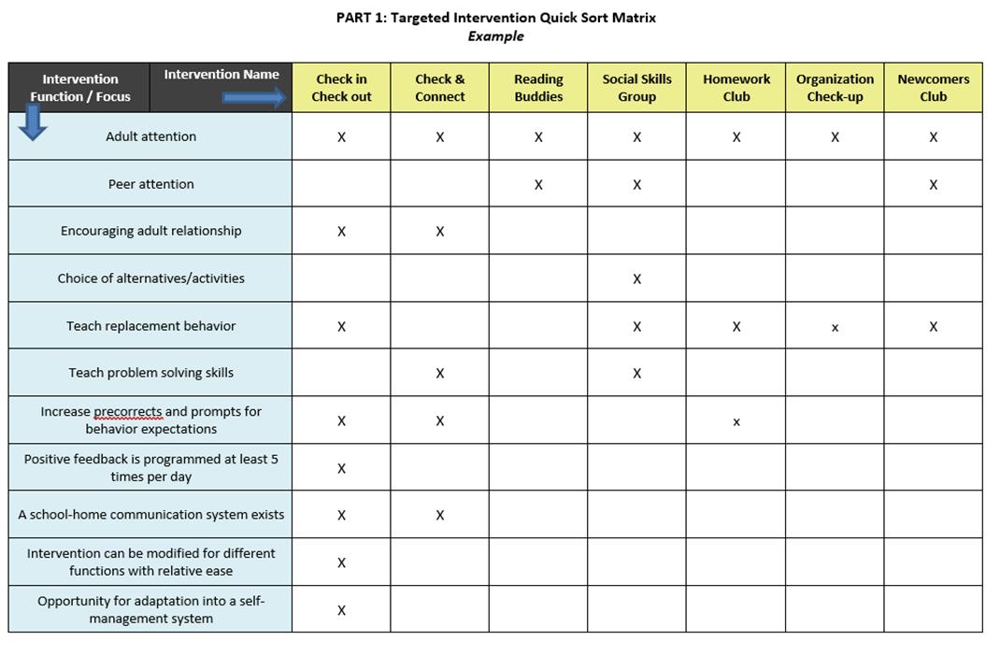 PART 1: Targeted Intervention Quick Sort Matrix
Example
Intervention Function / Focus Intervention Name Check in Check out Check & Connect Reading Buddies Social Skills Group Homework Club Organization Check-up Newcomers Club
Adult attention X X X X X X X
Peer attention X X X
Encouraging adult relationship X X
Choice of alternatives/activities X
Teach replacement behavior X X X x X
Teach problem solving skills X X
Increase precorrects and prompts for
behavior expectations X X x
Positive feedback is programmed at least 5
times per day X
A school-home communication system exists X X
Intervention can be modified for different
functions with relative ease X
Opportunity for adaptation into a self-
management system X